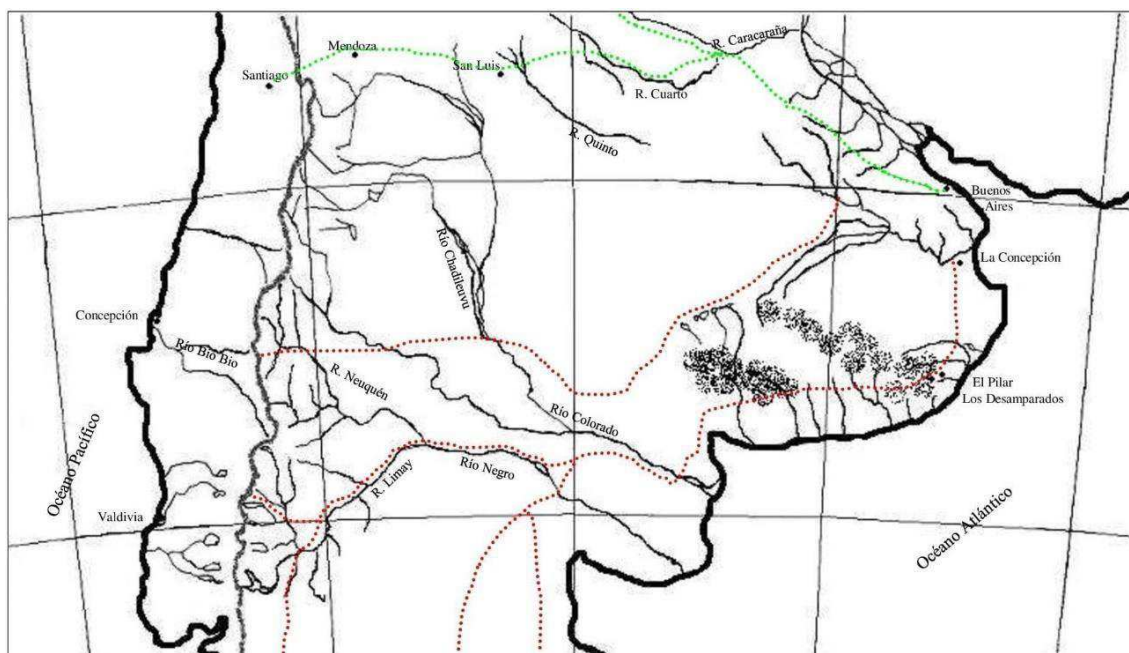 R. Caracaraña
Mendoza
San Luis
Santiago
R. Cuarto
R. Quinto
Buenos
Aires
Río Chadileuvu
La Concepción
Concepción
Río Bio Bio
R. Neuquén
El Pilar
Los Desamparados
Río Colorado
Océano Pacífico
Río Negro
R. Limay
Valdivia
Océano Atlántico